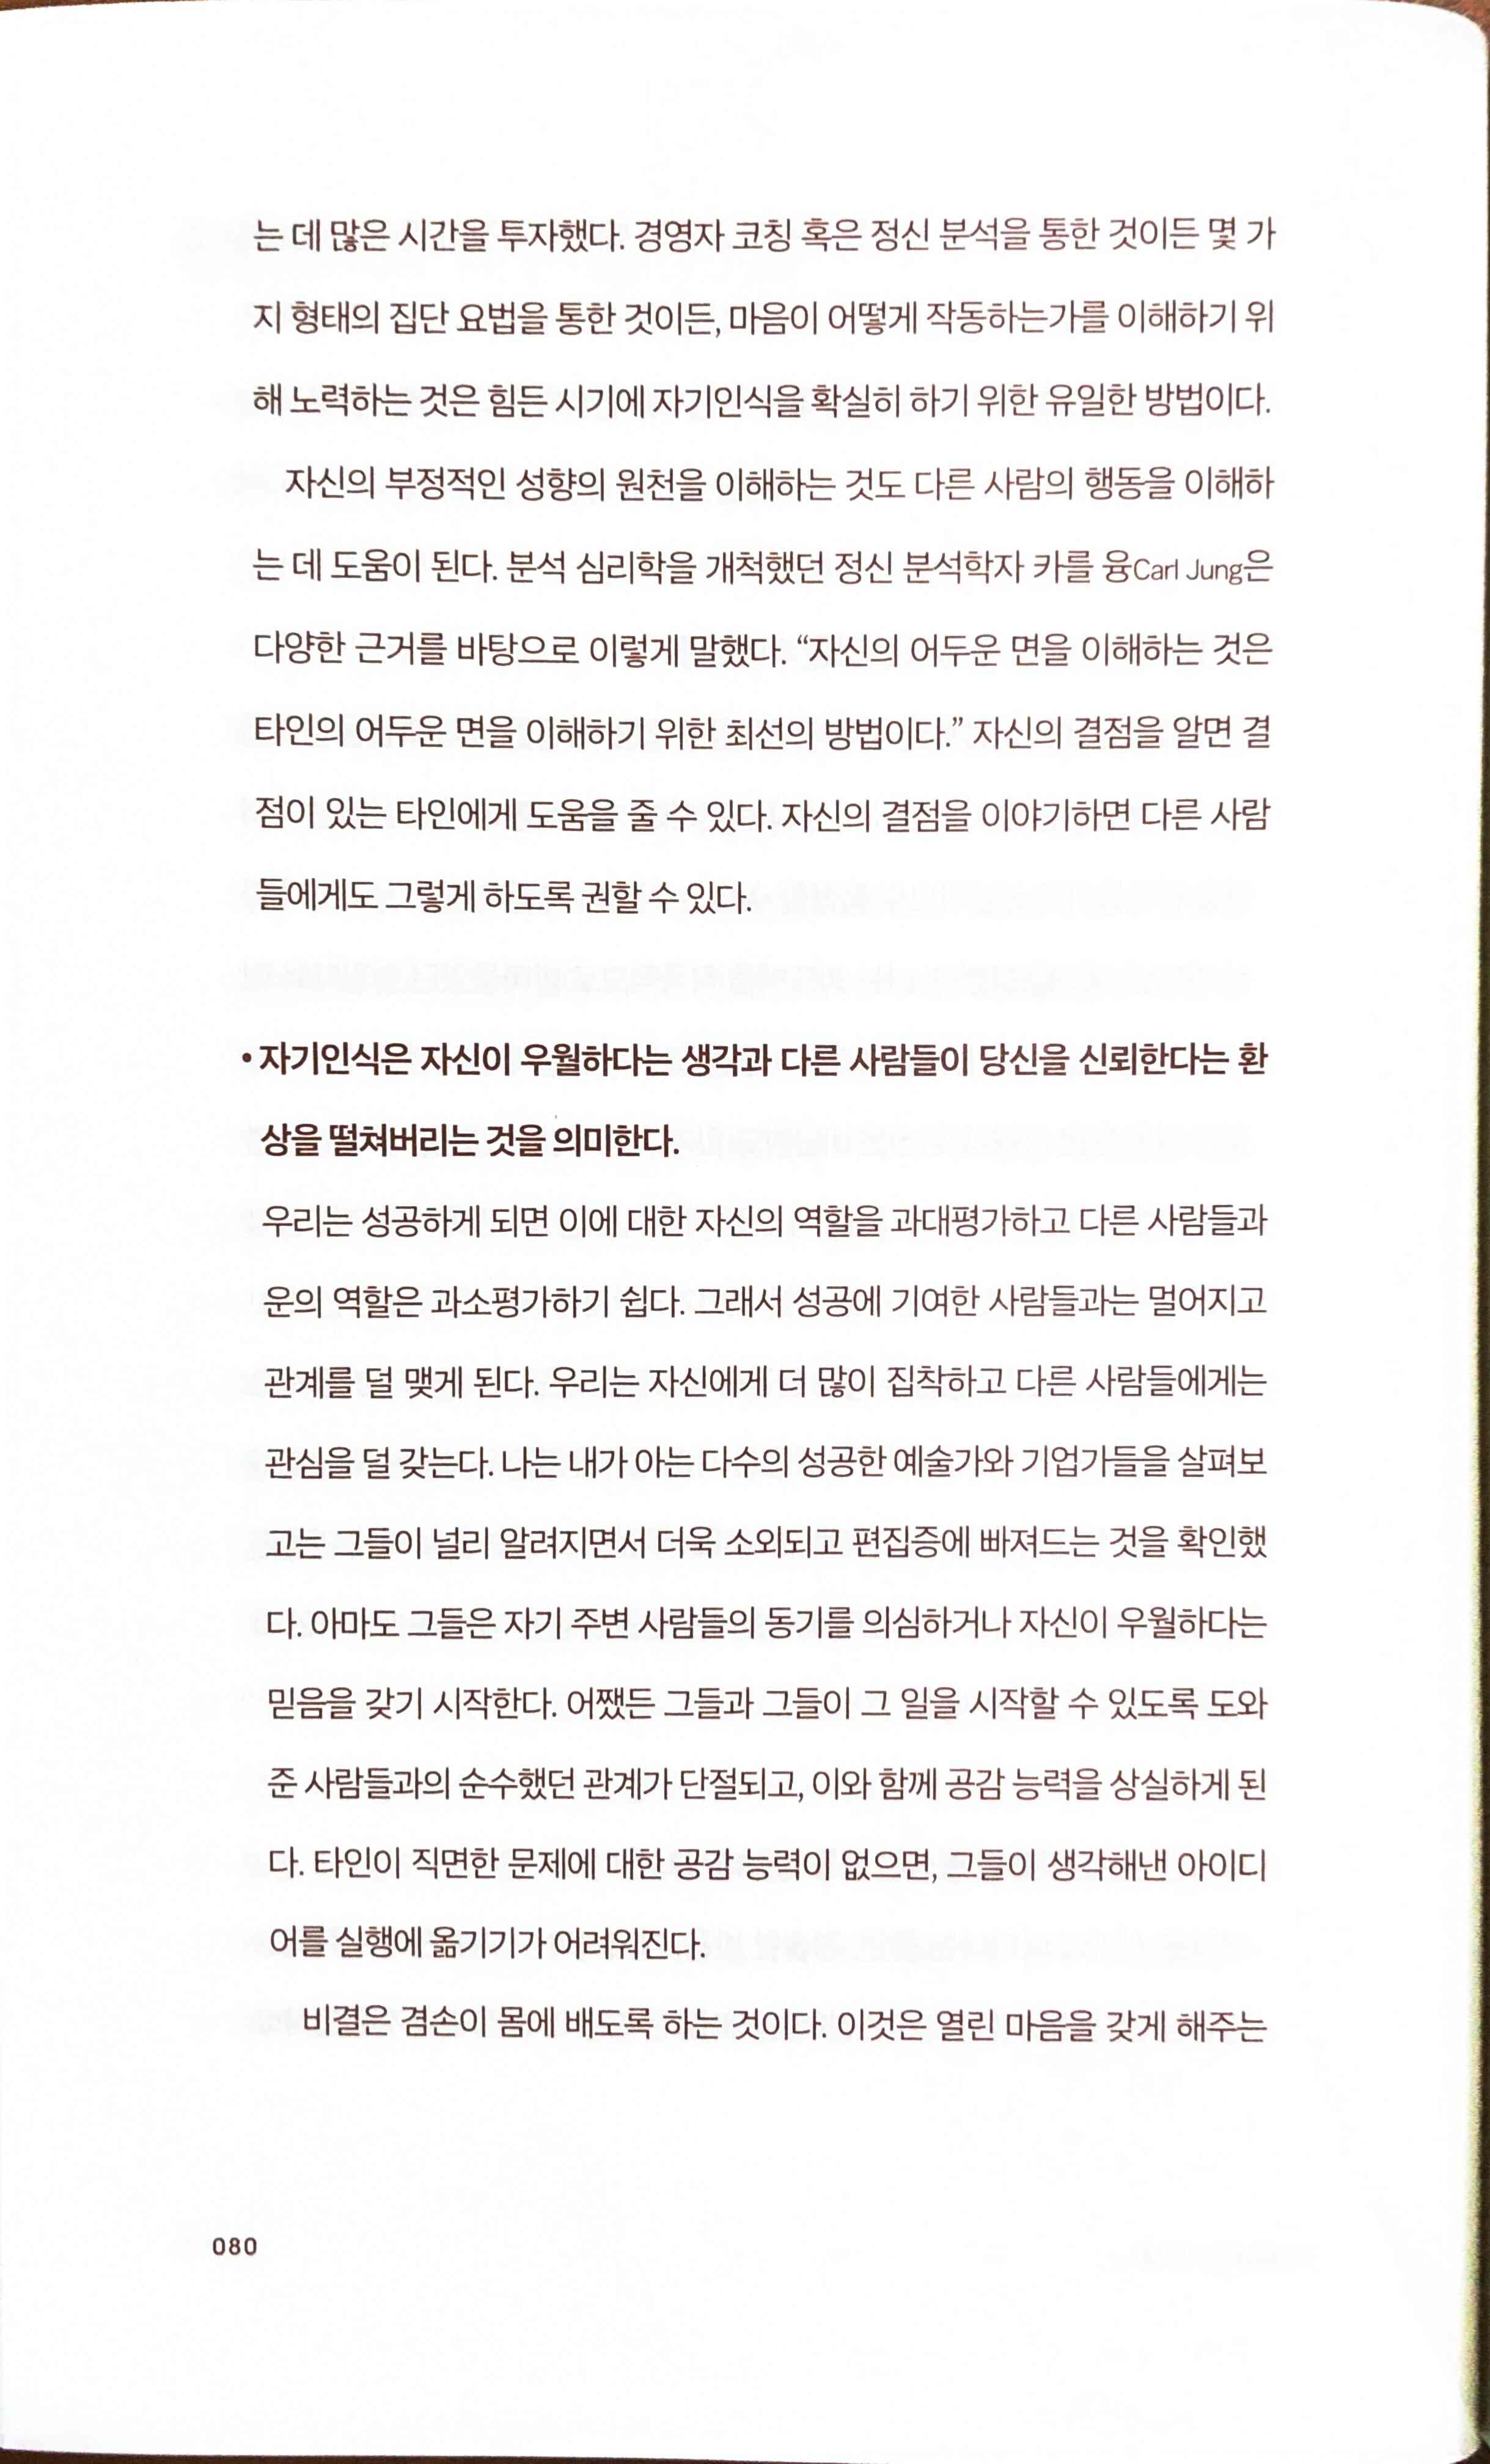 는 데 많은 시간을 투자했다. 경영자 코칭 혹은 정신 분석을 통한 것이든 몇 가
지 형태의 집단 요법을 통한 것이든, 마음이 어떻게 작동하는가를 이해하기 위
해 노력하는 것은 힘든 시기에 자기인식을 확실히 하기 위한 유일한 방법이다.
자신의 부정적인 성향의 원천을 이해하는 것도 다른 사람의 행동을 이해하
는 데 도움이 된다. 분석 심리학을 개척했던 정신 분석학자 카를 융Carl Jung은
다양한 근거를 바탕으로 이렇게 말했다. “자신의 어두운 면을 이해하는 것은
타인의 어두운 면을 이해하기 위한 최선의 방법이다.” 자신의 결점을 알면 결
점이 있는 타인에게 도움을 줄 수 있다. 자신의 결점을 이야기하면 다른 사람
들에게도 그렇게 하도록 권할 수 있다.
• 자기인식은 자신이 우월하다는 생각과 다른 사람들이 당신을 신뢰한다는 환
상을 떨쳐버리는 것을 의미한다.
우리는 성공하게 되면 이에 대한 자신의 역할을 과대평가하고 다른 사람들과
운의 역할은 과소평가하기 쉽다. 그래서 성공에 기여한 사람들과는 멀어지고
관계를 덜 맺게 된다. 우리는 자신에게 더 많이 집착하고 다른 사람들에게는
관심을 덜 갖는다. 나는 내가 아는 다수의 성공한 예술가와 기업가들을 살펴보
고는 그들이 널리 알려지면서 더욱 소외되고 편집증에 빠져드는 것을 확인했
다. 아마도 그들은 자기 주변 사람들의 동기를 의심하거나 자신이 우월하다는
믿음을 갖기 시작한다. 어쨌든 그들과 그들이 그 일을 시작할 수 있도록 도와
준 사람들과의 순수했던 관계가 단절되고, 이와 함께 공감 능력을 상실하게 된
다. 타인이 직면한 문제에 대한 공감 능력이 없으면, 그들이 생각해낸 아이디
어를 실행에 옮기기가 어려워진다.
비결은 겸손이 몸에 배도록 하는 것이다. 이것은 열린 마음을 갖게 해주는
080